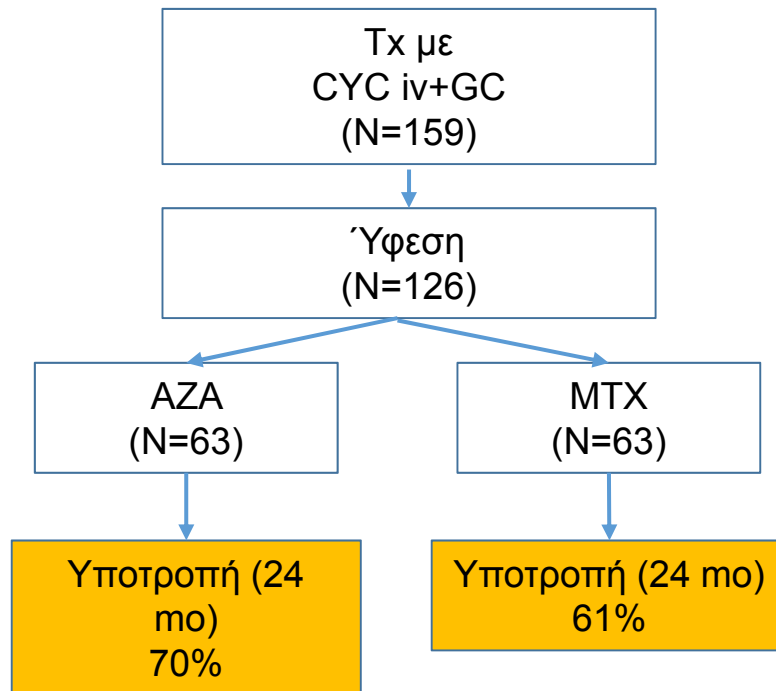 Tx με
CYC iv+GC
(N=159)
Ύφεση
(N=126)
AZA
(N=63)
MTX
(N=63)
Υποτροπή (24
mo)
70%
Υποτροπή (24 mo)
61%